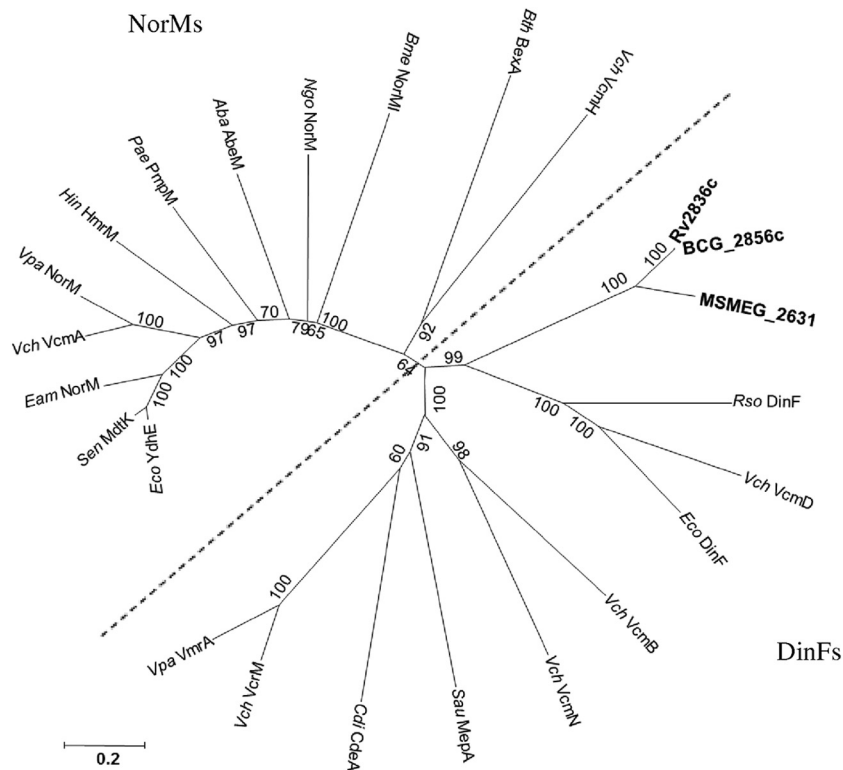 NorMs
Bth BexA
Vch VcmH
Bme NorMI
Ngo NorM
Aba AbeM
Pae PmpM
Hin HmrM
Vpa NorM
Vch VcmA
Eam NorM
Sen MdtK
Eco YdhE
Rv2836c
BCG_2856c
MSMEG_2631
Rso DinF
Vch VcmD
Eco DinF
Vch VcmB
Vch VcmN
Sau MepA
Cdi CdeA
Vch VcrM
Vpa VmrA
DinFs
100
97
97
70
79
65
100
92
64
99
100
100
100
100
100
100
100
91
98
60
100
0.2